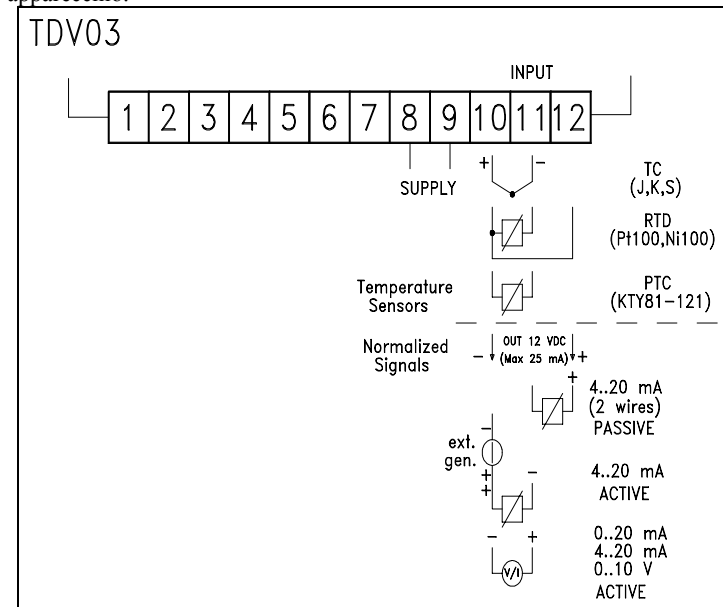 TDV03
INPUT
1 2 3 4 5 6 7 8 9 10 11 12
+ -
SUPPLY
TC
(J,K,S)
RTD
(Pt100,Ni100)
Temperature
Sensors
PTC
(KTY81-121)
Normalized
Signals
- OUT 12 VDC +
(Max 25 mA)
+
4..20 mA
(2 wires)
PASSIVE
-
ext.
gen.
+
+ -
4..20 mA
ACTIVE
- +
V/I
0..20 mA
4..20 mA
0..10 V
ACTIVE